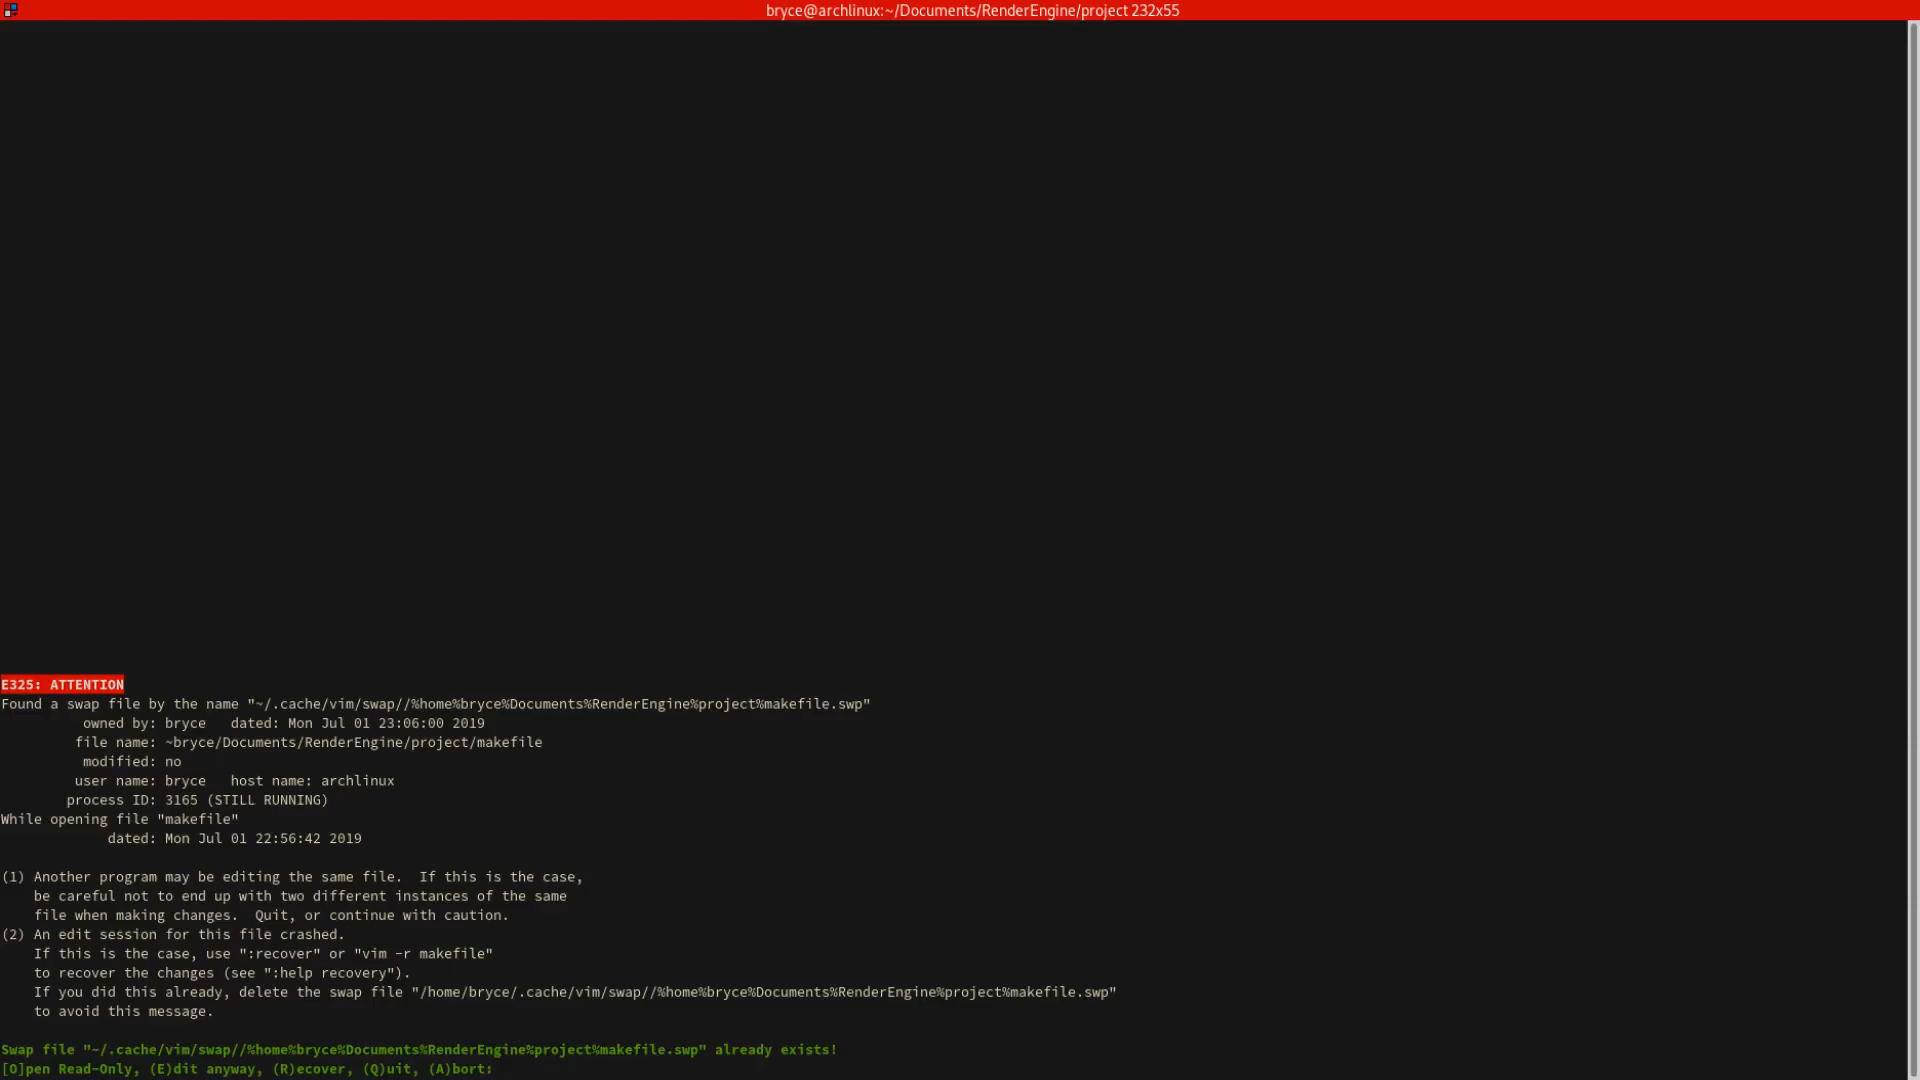 bryce@archlinux:~/Documents/RenderEngine/project 232x55
E325: ATTENTION
Found a swap file by the name "~/.cache/vim/swap//%home%bryce%Documents%RenderEngine%project%makefile.swp"
          owned by: bryce   dated: Mon Jul 01 23:06:00 2019
         file name: ~bryce/Documents/RenderEngine/project/makefile
          modified: no
         user name: bryce   host name: archlinux
        process ID: 3165 (STILL RUNNING)
While opening file "makefile"
             dated: Mon Jul 01 22:56:42 2019
(1) Another program may be editing the same file.  If this is the case,
    be careful not to end up with two different instances of the same
    file when making changes.  Quit, or continue with caution.
(2) An edit session for this file crashed.
    If this is the case, use ":recover" or "vim -r makefile"
    to recover the changes (see ":help recovery").
    If you did this already, delete the swap file "/home/bryce/.cache/vim/swap//%home%bryce%Documents%RenderEngine%project%makefile.swp"
    to avoid this message.
Swap file "~/.cache/vim/swap//%home%bryce%Documents%RenderEngine%project%makefile.swp" already exists!
[O]pen Read-Only, (E)dit anyway, (R)ecover, (Q)uit, (A)bort: